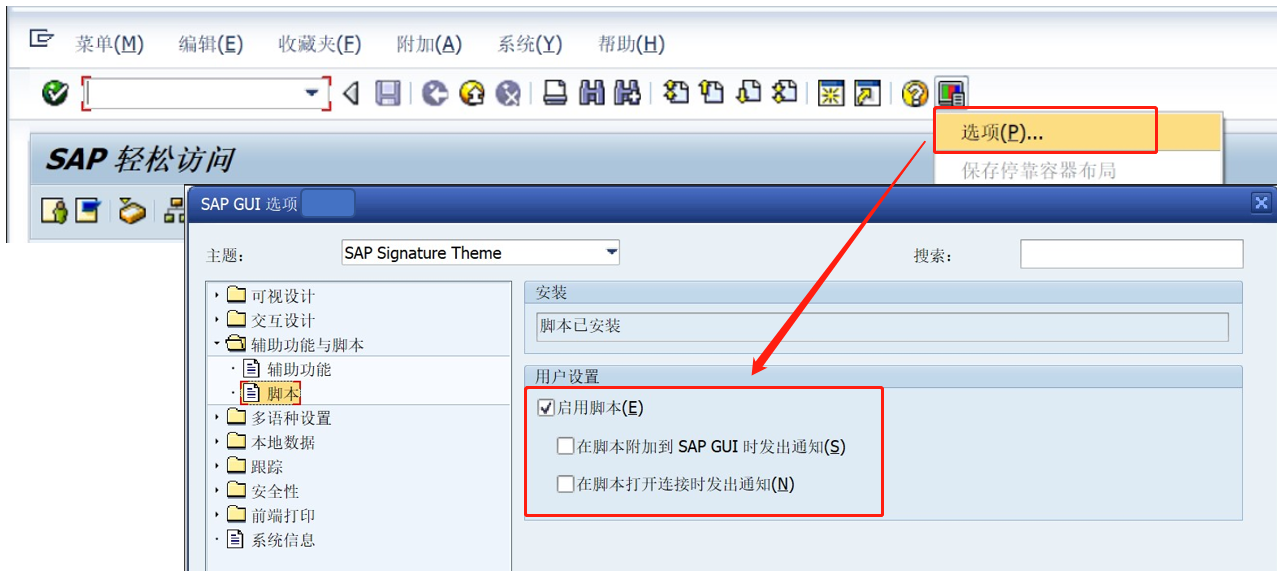 菜单(M) 编辑(E) 收藏夹(F) 附加(A) 系统(Y) 帮助(H)
选项(P)...
保存停靠容器布局
SAP 轻松访问
SAP GUI 选项
主题: SAP Signature Theme 搜索:
可视设计
交互设计
辅助功能与脚本
辅助功能
脚本
多语种设置
本地数据
跟踪
安全性
前端打印
系统信息
安装
脚本已安装
用户设置
启用脚本(E)
在脚本附加到 SAP GUI 时发出通知(S)
在脚本打开连接时发出通知(N)